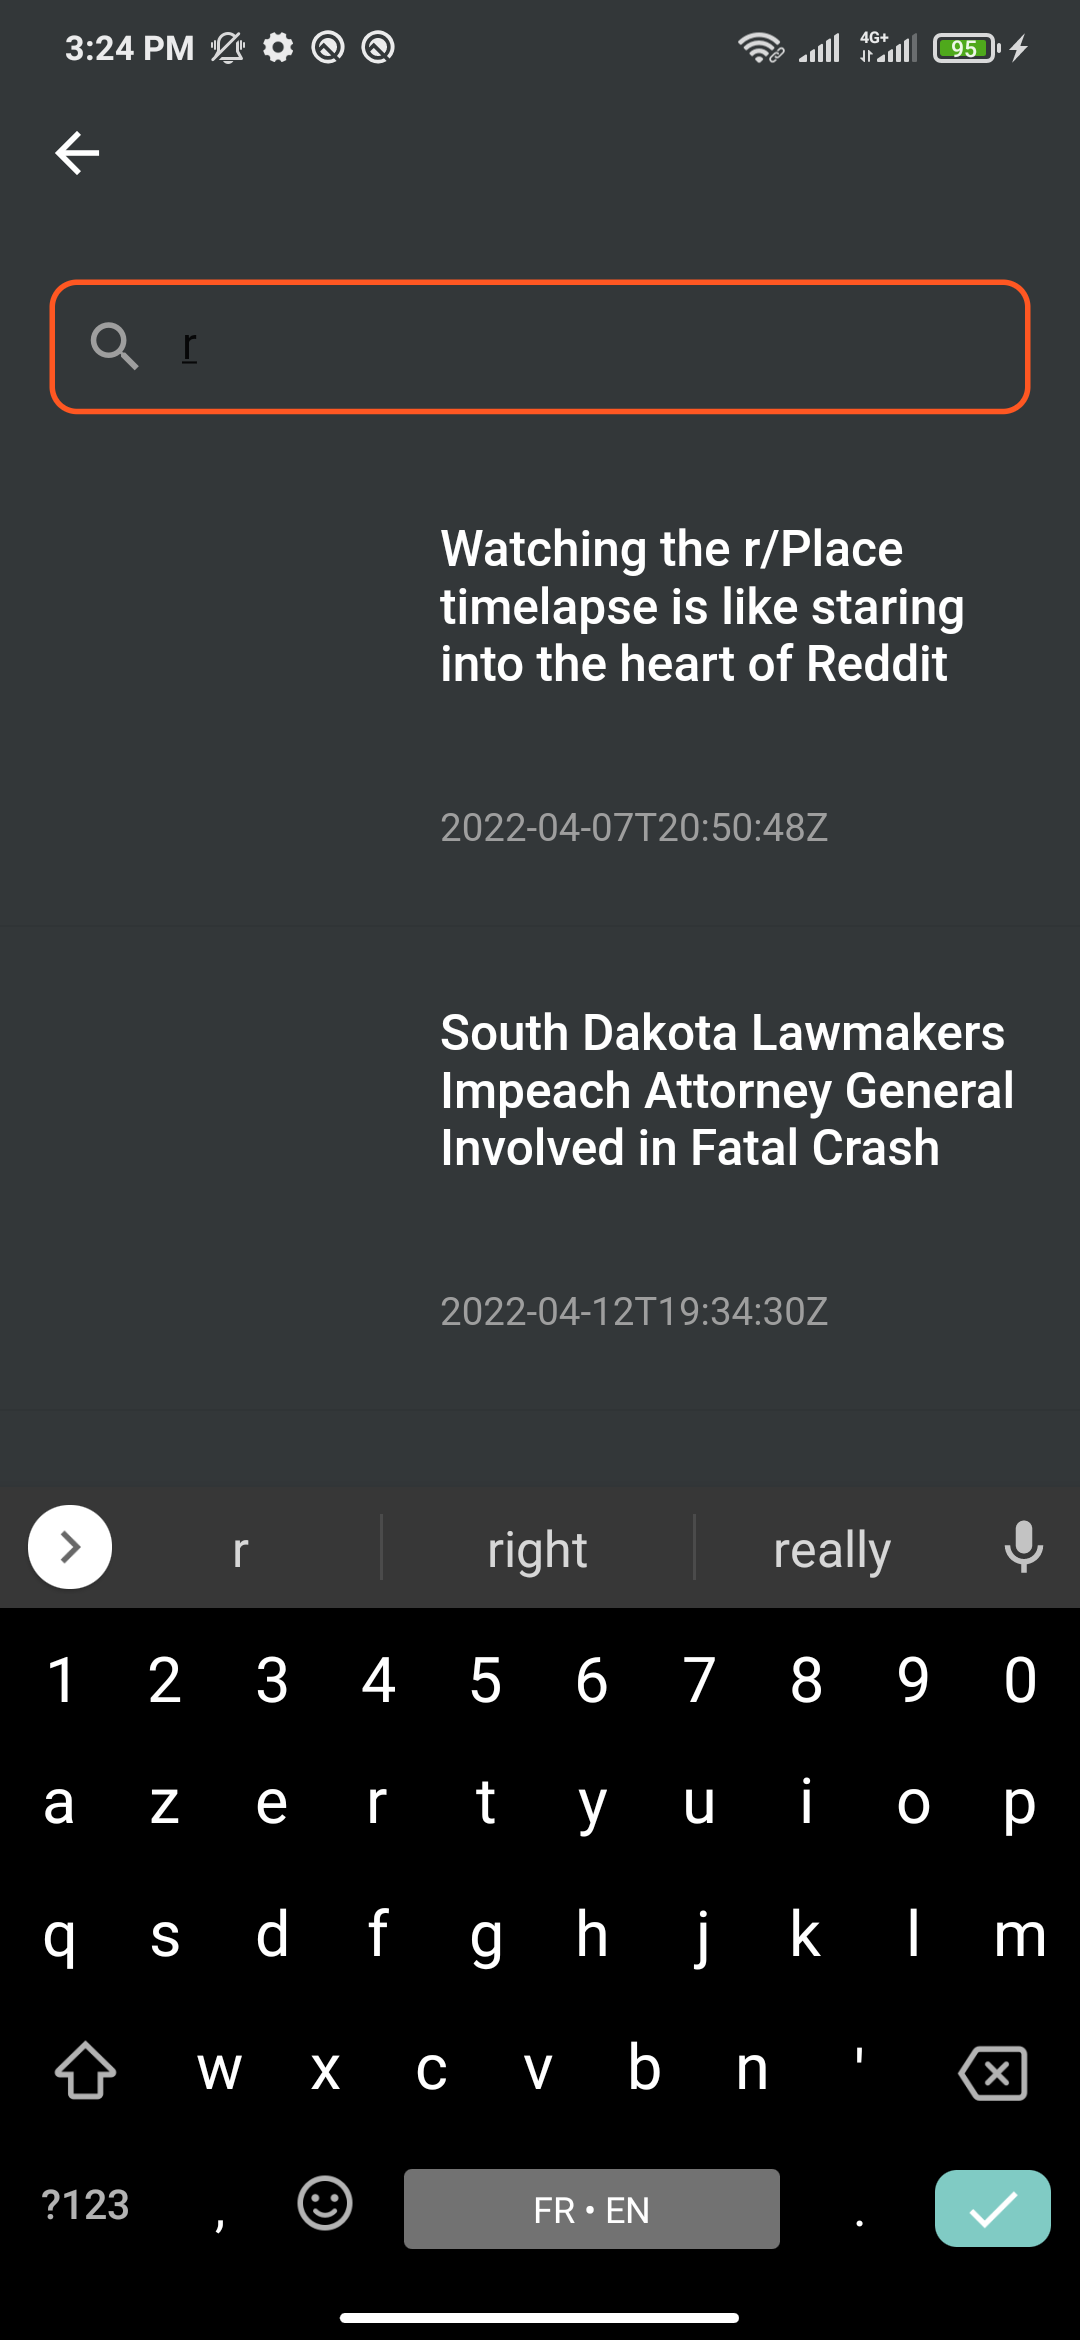 3:24 PM 4G+ 95
r
Watching the r/Place
timelapse is like staring
into the heart of Reddit
2022-04-07T20:50:48Z
South Dakota Lawmakers
Impeach Attorney General
Involved in Fatal Crash
2022-04-12T19:34:30Z
r right really
1 2 3 4 5 6 7 8 9 0
a z e r t y u i o p
q s d f g h j k l m
w x c v b n '
?123 , FR • EN .